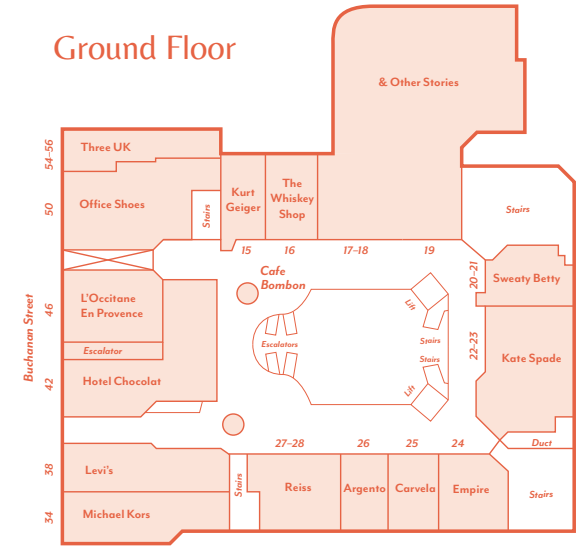 Ground Floor
& Other Stories
54–56
Three UK
50
Office Shoes
Stairs
Kurt
Geiger
The
Whiskey
Shop
Stairs
15
16
17–18
19
Cafe
Bombon
20–21
Sweaty Betty
Buchanan Street
46
L'Occitane
En Provence
Lift
Escalators
Stairs
Stairs
22–23
Kate Spade
Escalator
42
Hotel Chocolat
Lift
27–28
26
25
24
Duct
38
Levi's
Stairs
Reiss
Argento
Carvela
Empire
Stairs
34
Michael Kors